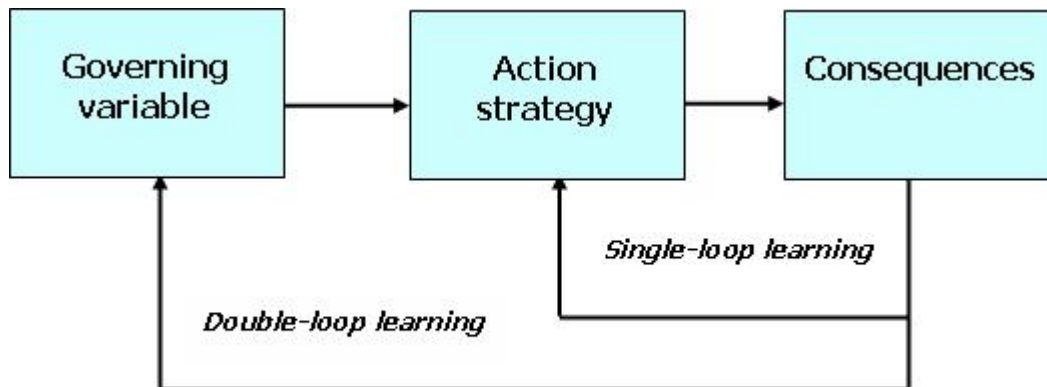 Governing
variable
Action
strategy
Consequences
Single-loop learning
Double-loop learning